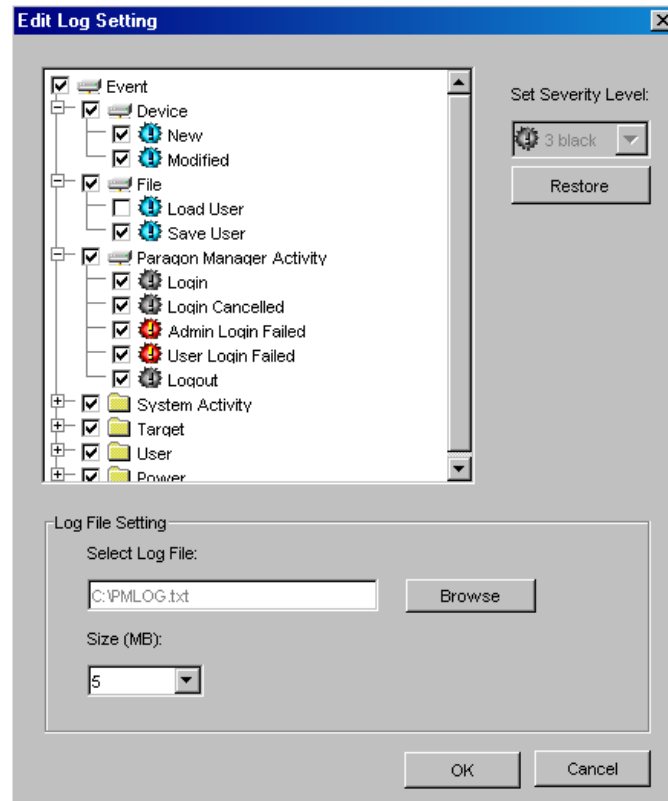 Edit Log Setting
Event
Device
New
Modified
File
Load User
Save User
Paragon Manager Activity
Login
Login Cancelled
Admin Login Failed
User Login Failed
Logout
System Activity
Target
User
Power
Set Severity Level:
3 black
Restore
Log File Setting
Select Log File:
C:\PMLOG.txt
Browse
Size (MB):
5
OK
Cancel